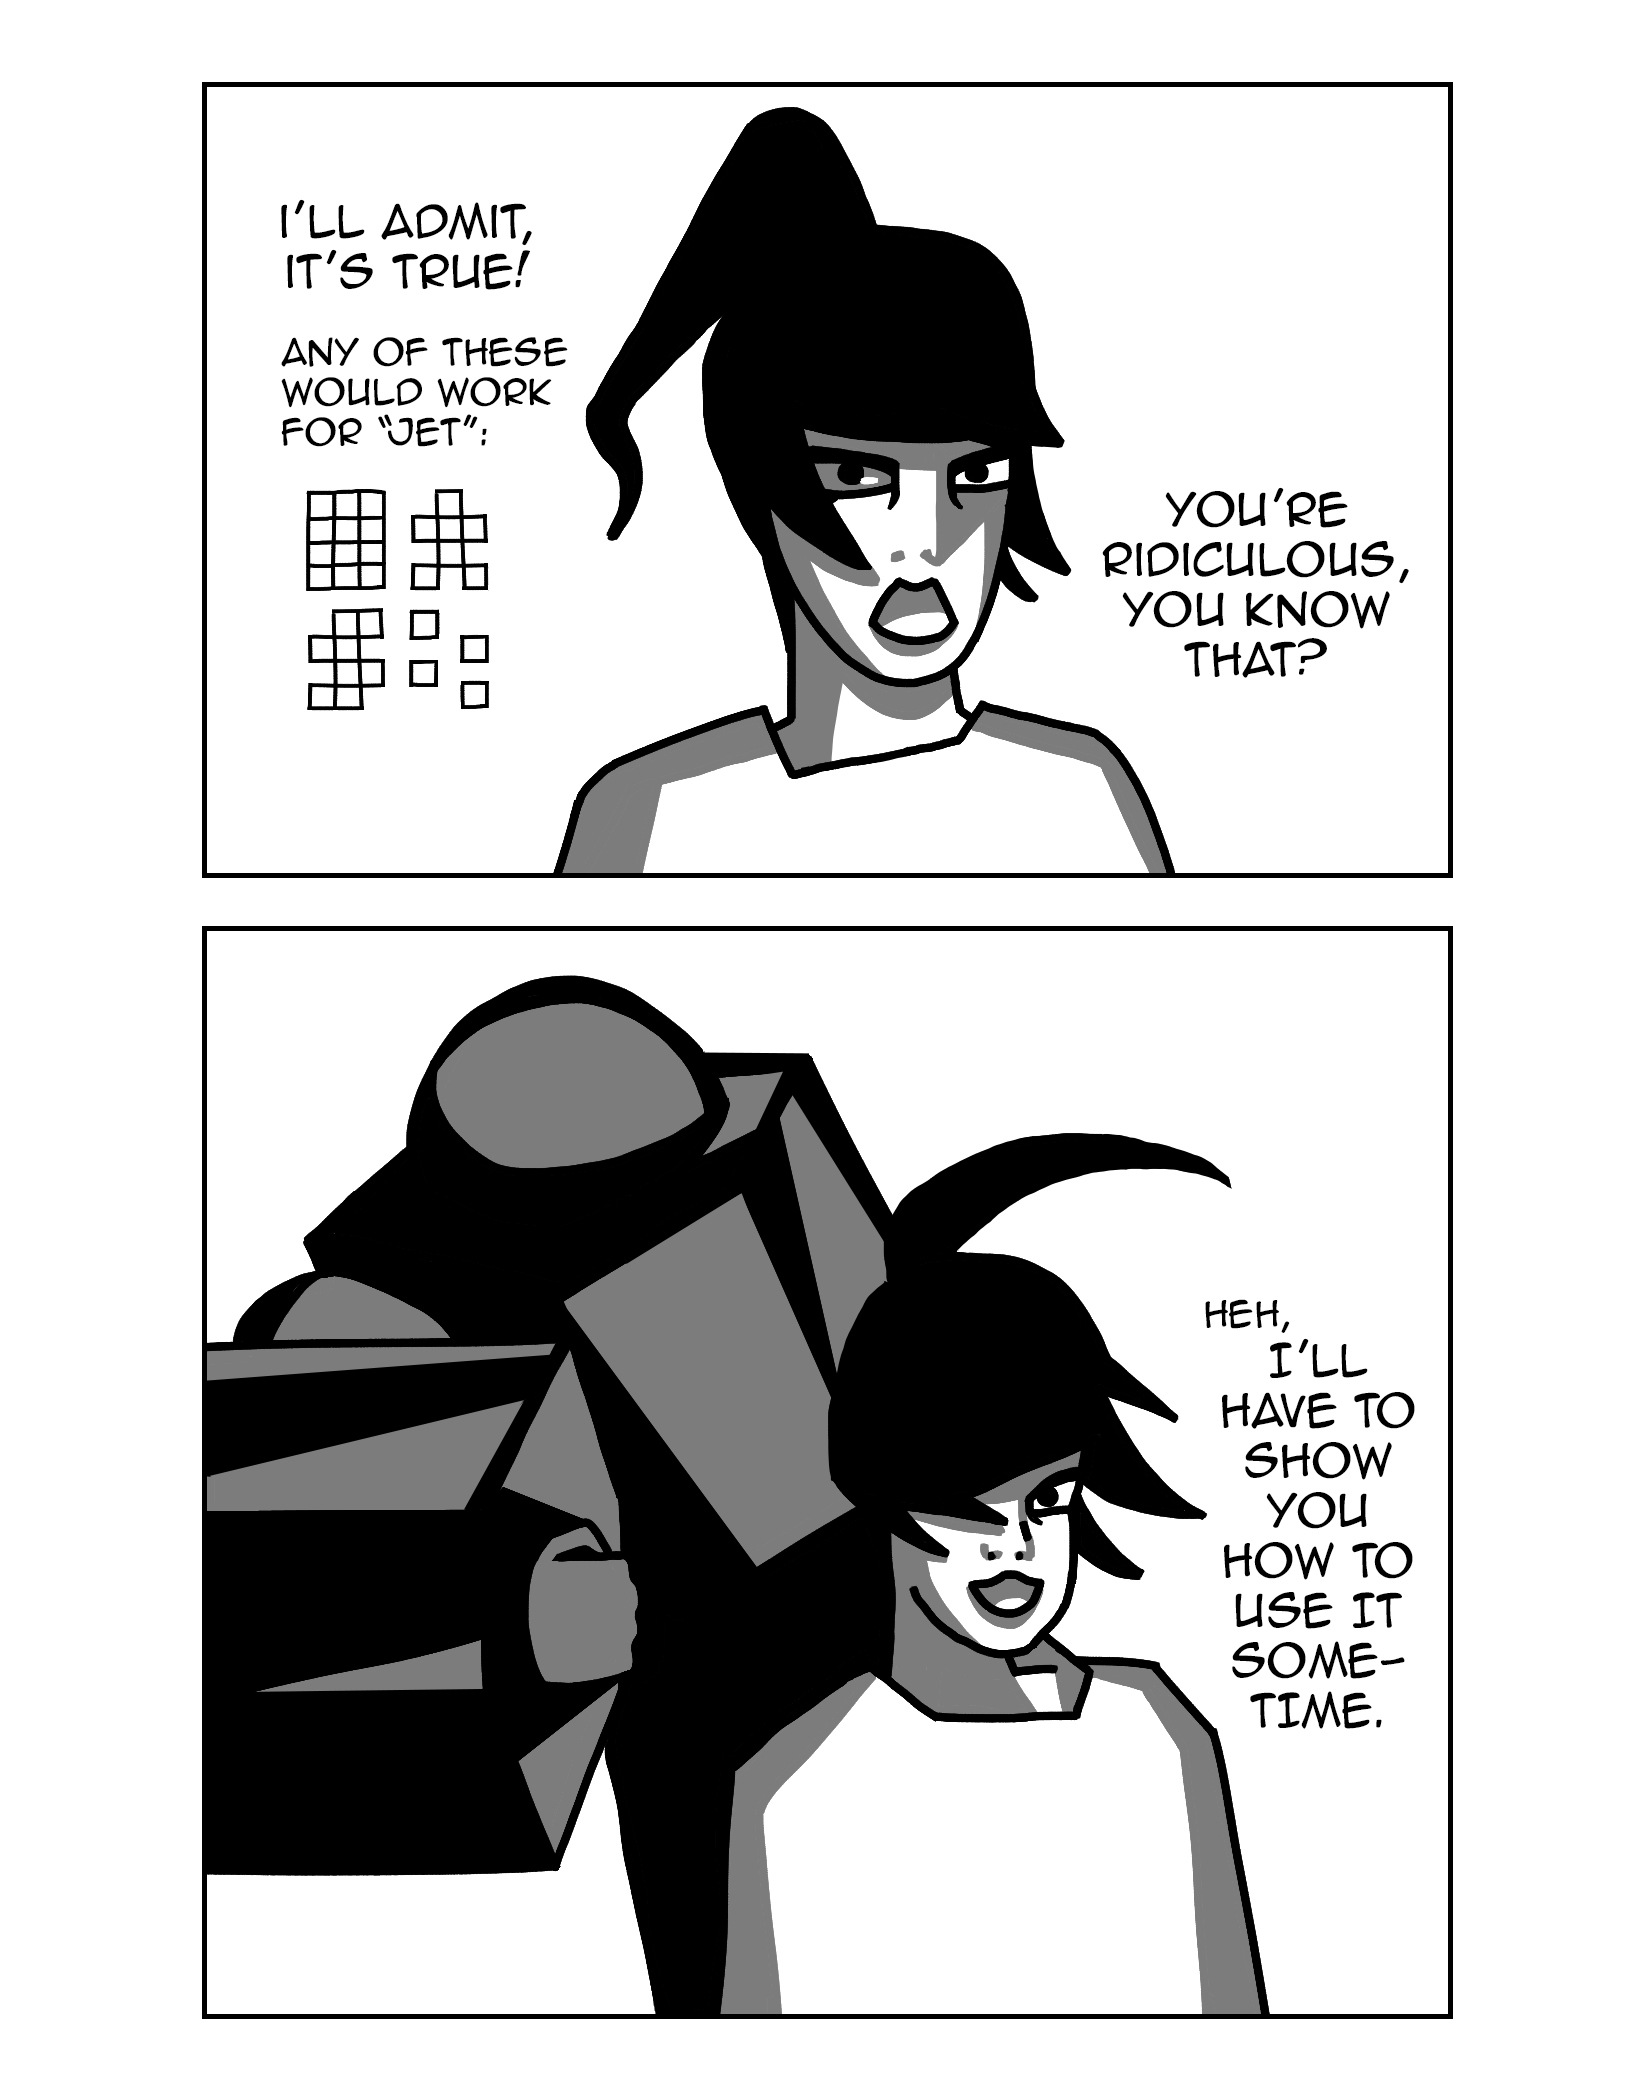 I'LL ADMIT,
IT'S TRUE!
ANY OF THESE
WOULD WORK
FOR "JET":
YOU'RE
RIDICULOUS,
YOU KNOW
THAT?
HEH,
I'LL
HAVE TO
SHOW
YOU
HOW TO
USE IT
SOME-
TIME.